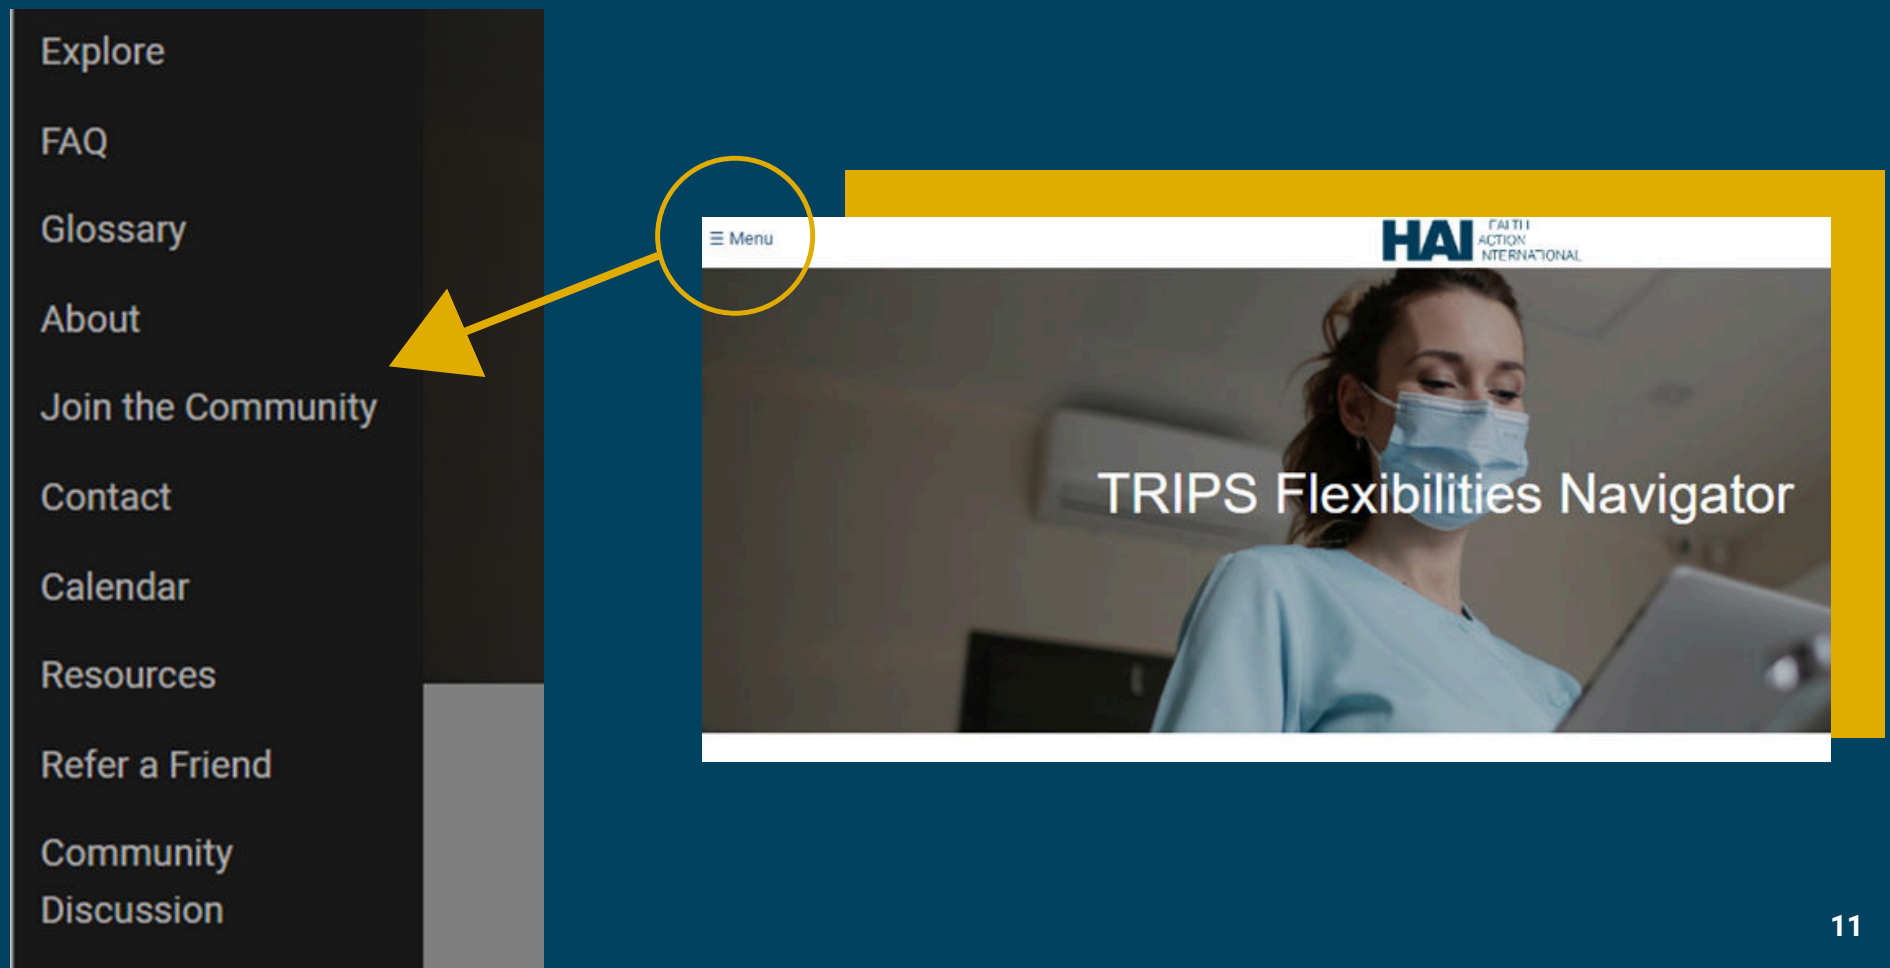 Explore
FAQ
Glossary
About
Join the Community
Contact
Calendar
Resources
Refer a Friend
Community
Discussion
☰ Menu
HAI
ACTION
TRIPS Flexibilities Navigator
11